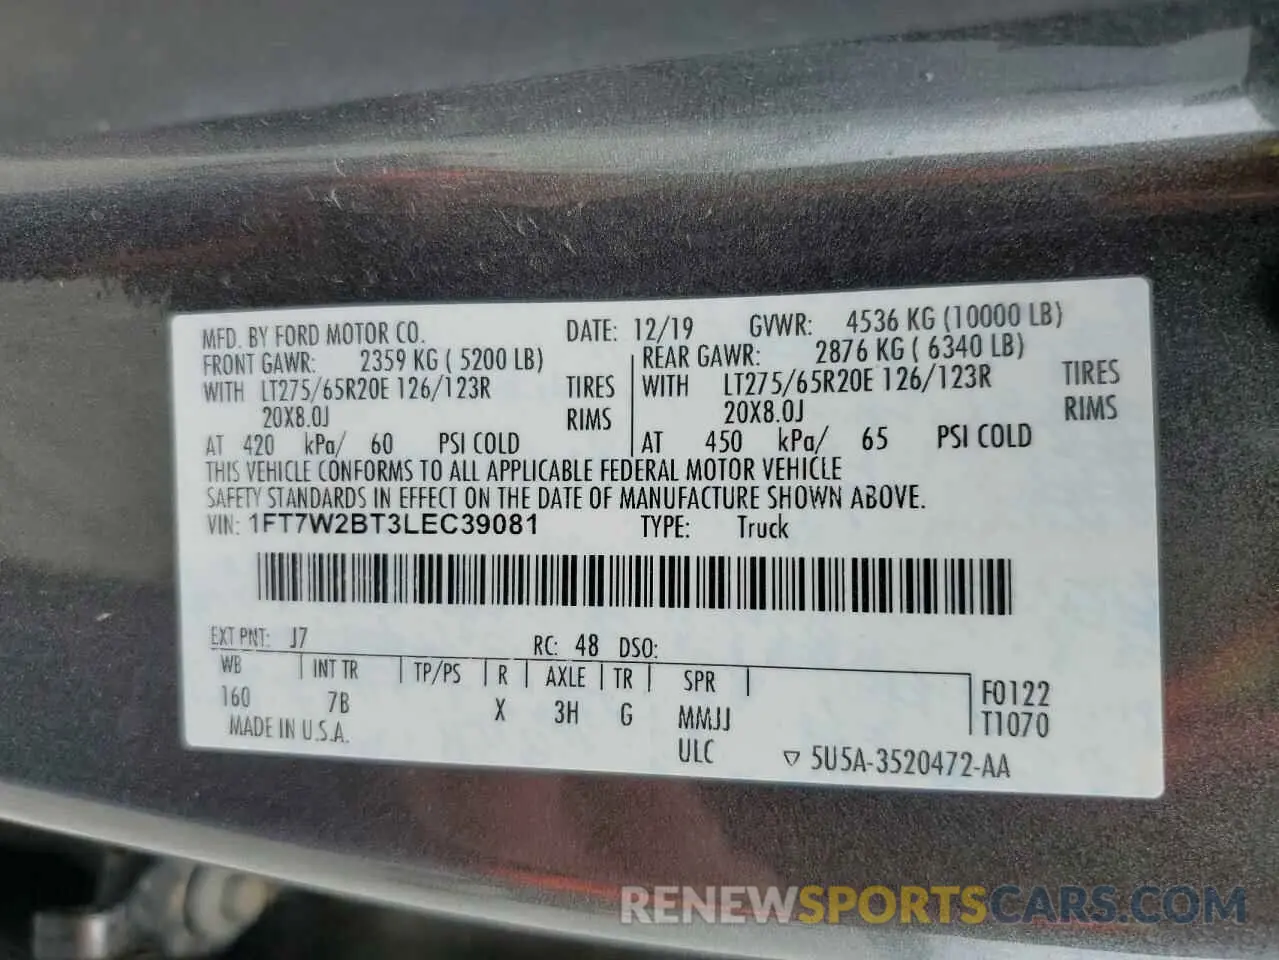 MFD. BY FORD MOTOR CO. DATE: 12/19 GVWR: 4536 KG (10000 LB)
FRONT GAWR: 2359 KG ( 5200 LB) REAR GAWR: 2876 KG ( 6340 LB)
WITH LT275/65R20E 126/123R TIRES WITH LT275/65R20E 126/123R TIRES
20X8.0J RIMS 20X8.0J RIMS
AT 420 kPa/ 60 PSI COLD AT 450 kPa/ 65 PSI COLD
THIS VEHICLE CONFORMS TO ALL APPLICABLE FEDERAL MOTOR VEHICLE
SAFETY STANDARDS IN EFFECT ON THE DATE OF MANUFACTURE SHOWN ABOVE.
VIN: 1FT7W2BT3LEC39081 TYPE: Truck
EXT PNT: J7 RC: 48 DSO:
WB INT TR TP/PS R AXLE TR SPR
160 7B X 3H G MMJJ F0122
MADE IN U.S.A. ULC T1070
▽ 5U5A-3520472-AA
RENEWSPORTSCARS.COM